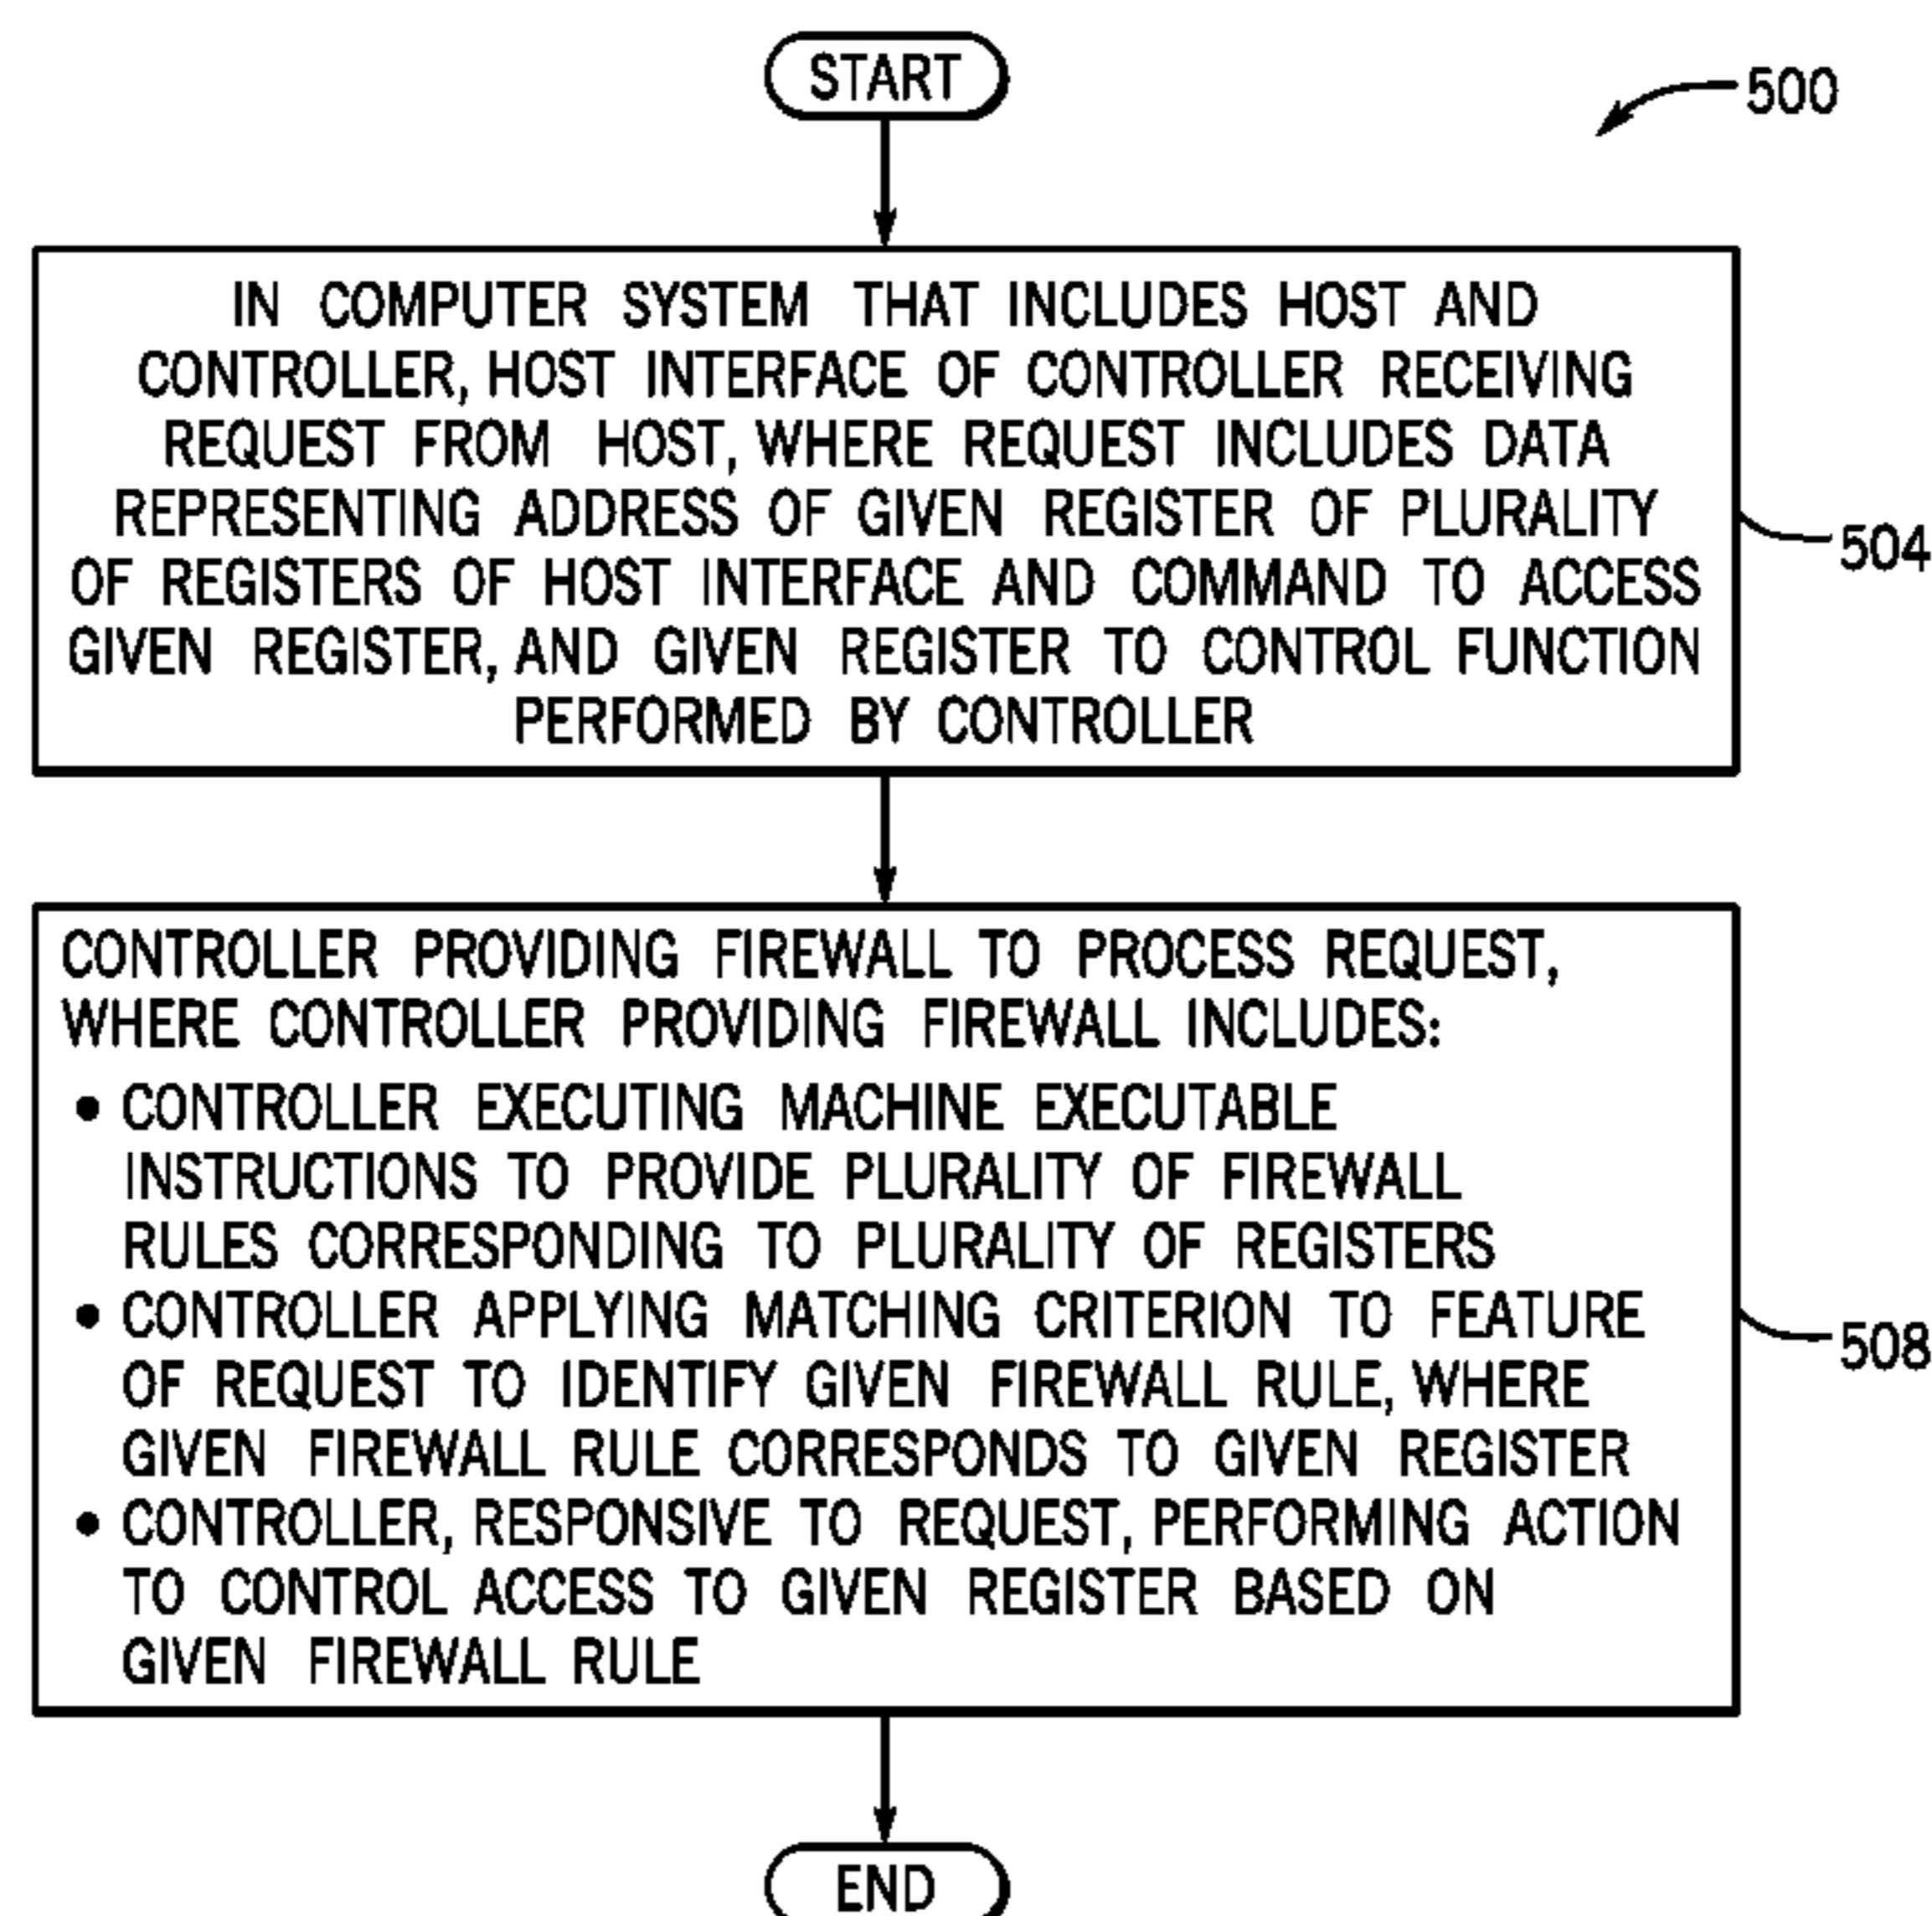 START
500
IN COMPUTER SYSTEM THAT INCLUDES HOST AND
CONTROLLER, HOST INTERFACE OF CONTROLLER RECEIVING
REQUEST FROM HOST, WHERE REQUEST INCLUDES DATA
REPRESENTING ADDRESS OF GIVEN REGISTER OF PLURALITY
OF REGISTERS OF HOST INTERFACE AND COMMAND TO ACCESS
GIVEN REGISTER, AND GIVEN REGISTER TO CONTROL FUNCTION
PERFORMED BY CONTROLLER
504
CONTROLLER PROVIDING FIREWALL TO PROCESS REQUEST,
WHERE CONTROLLER PROVIDING FIREWALL INCLUDES:
• CONTROLLER EXECUTING MACHINE EXECUTABLE
INSTRUCTIONS TO PROVIDE PLURALITY OF FIREWALL
RULES CORRESPONDING TO PLURALITY OF REGISTERS
• CONTROLLER APPLYING MATCHING CRITERION TO FEATURE
OF REQUEST TO IDENTIFY GIVEN FIREWALL RULE, WHERE
GIVEN FIREWALL RULE CORRESPONDS TO GIVEN REGISTER
• CONTROLLER, RESPONSIVE TO REQUEST, PERFORMING ACTION
TO CONTROL ACCESS TO GIVEN REGISTER BASED ON
GIVEN FIREWALL RULE
508
END